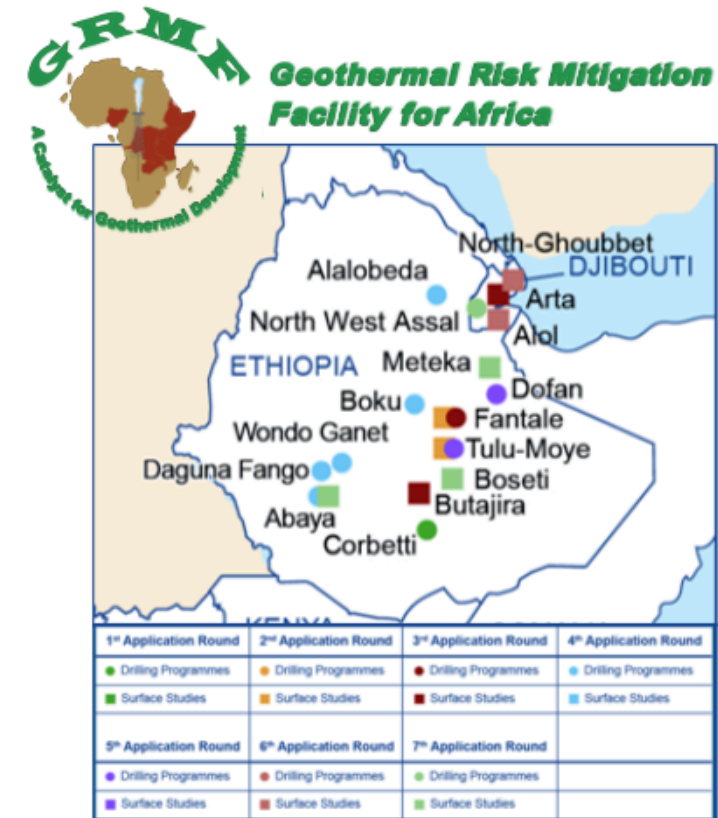 GRMF
A Catalyst for Geothermal Development
Geothermal Risk Mitigation
Facility for Africa
North-Ghoubbet
DJIBOUTI
Alalobeda
Arta
North West Assal
Alol
ETHIOPIA
Meteka
Dofan
Boku
Fantale
Wondo Ganet
Tulu-Moye
Daguna Fango
Boseti
Abaya
Butajira
Corbetti
KENYA
1st Application Round 2nd Application Round 3rd Application Round 4th Application Round
Drilling Programmes Drilling Programmes Drilling Programmes Drilling Programmes
Surface Studies Surface Studies Surface Studies Surface Studies
5th Application Round 6th Application Round 7th Application Round
Drilling Programmes Drilling Programmes Drilling Programmes
Surface Studies Surface Studies Surface Studies